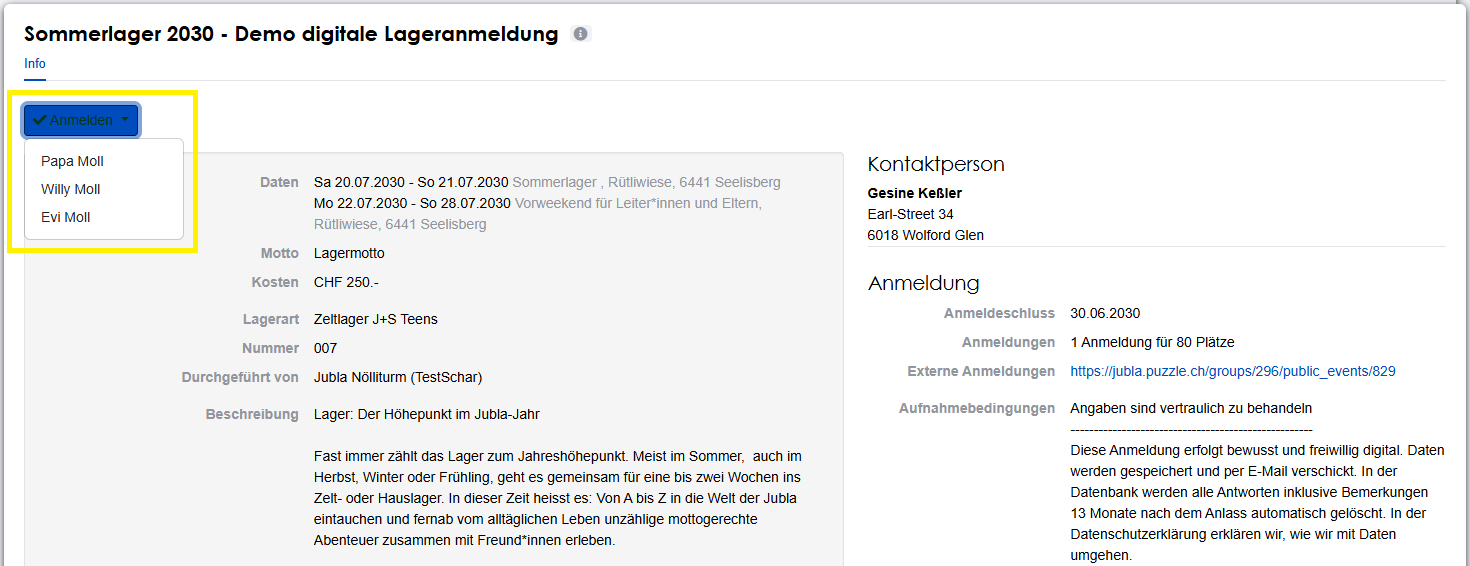 Sommerlager 2030 - Demo digitale Lageranmeldung
Info
Anmelden
Papa Moll
Willy Moll
Evi Moll
Daten Sa 20.07.2030 - So 21.07.2030 Sommerlager , Rütliwiese, 6441 Seelisberg
Mo 22.07.2030 - So 28.07.2030 Vorweekend für Leiter*innen und Eltern,
Rütliwiese, 6441 Seelisberg
Motto Lagermotto
Kosten CHF 250.-
Lagerart Zeltlager J+S Teens
Nummer 007
Durchgeführt von Jubla Nölliturm (TestSchar)
Beschreibung Lager: Der Höhepunkt im Jubla-Jahr
Fast immer zählt das Lager zum Jahreshöhepunkt. Meist im Sommer, auch im
Herbst, Winter oder Frühling, geht es gemeinsam für eine bis zwei Wochen ins
Zelt- oder Hauslager. In dieser Zeit heisst es: Von A bis Z in die Welt der Jubla
eintauchen und fernab vom alltäglichen Leben unzählige mottogerechte
Abenteuer zusammen mit Freund*innen erleben.
Kontaktperson
Gesine Keßler
Earl-Street 34
6018 Wolford Glen
Anmeldung
Anmeldeschluss 30.06.2030
Anmeldungen 1 Anmeldung für 80 Plätze
Externe Anmeldungen https://jubla.puzzle.ch/groups/296/public_events/829
Aufnahmebedingungen Angaben sind vertraulich zu behandeln
----------------------------------------------------
Diese Anmeldung erfolgt bewusst und freiwillig digital. Daten
werden gespeichert und per E-Mail verschickt. In der
Datenbank werden alle Antworten inklusive Bemerkungen
13 Monate nach dem Anlass automatisch gelöscht. In der
Datenschutzerklärung erklären wir, wie wir mit Daten
umgehen.